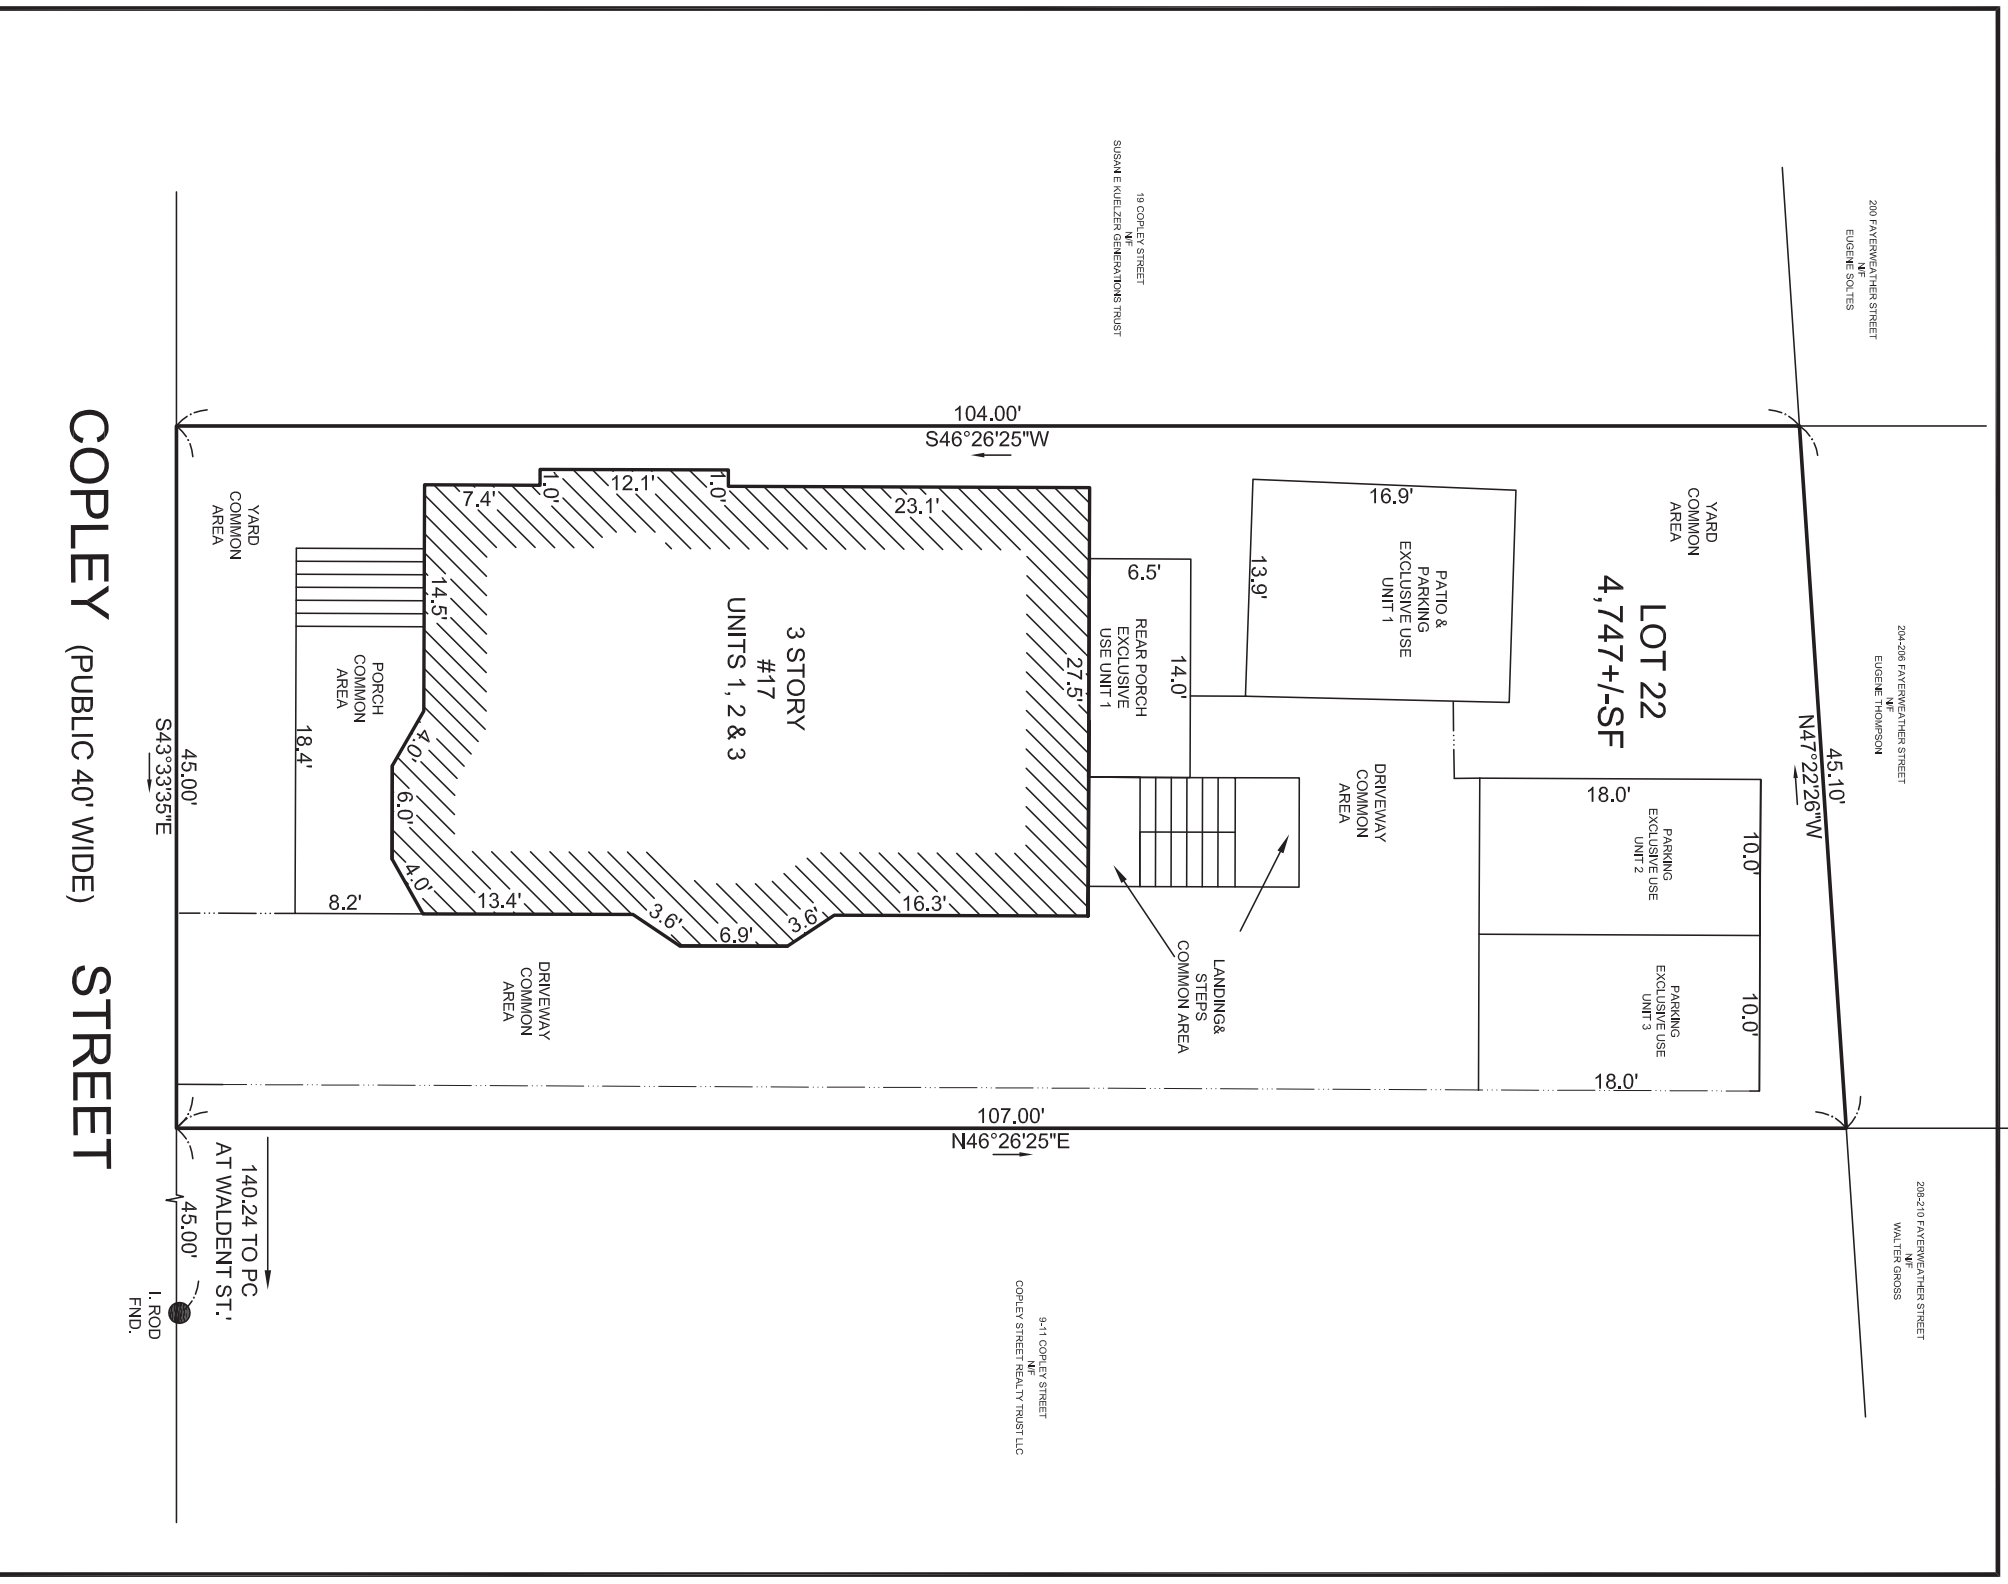 200 FAYERWEATHER STREET
N/F
EUGENE SOLTES
204-206 FAYERWEATHER STREET
N/F
EUGENE THOMPSON
208-210 FAYERWEATHER STREET
N/F
WALTER GROSS
45.10'
N47°22'26"W
19 COPLEY STREET
N/F
SUSAN E KUELZER GENERATIONS TRUST
104.00'
S46°26'25"W
YARD
COMMON
AREA
LOT 22
4,747+/-SF
10.0'
10.0'
18.0'
PARKING
EXCLUSIVE USE
UNIT 2
PARKING
EXCLUSIVE USE
UNIT 3
18.0'
16.9'
PATIO &
PARKING
EXCLUSIVE USE
UNIT 1
13.9'
DRIVEWAY
COMMON
AREA
LANDING&
STEPS
COMMON AREA
6.5'
14.0'
REAR PORCH
EXCLUSIVE
USE UNIT 1
27.5'
23.1'
1.0'
12.1'
1.0'
7.4'
3 STORY
#17
UNITS 1, 2 & 3
16.3'
3.6'
6.9'
3.6'
13.4'
14.5'
4.0'
6.0'
4.0'
DRIVEWAY
COMMON
AREA
107.00'
N46°26'25"E
9-11 COPLEY STREET
N/F
COPLEY STREET REALTY TRUST LLC
PORCH
COMMON
AREA
18.4'
8.2'
YARD
COMMON
AREA
45.00'
S43°33'35"E
140.24 TO PC
AT WALDENT ST.'
45.00'
I. ROD
FND.
COPLEY (PUBLIC 40' WIDE) STREET